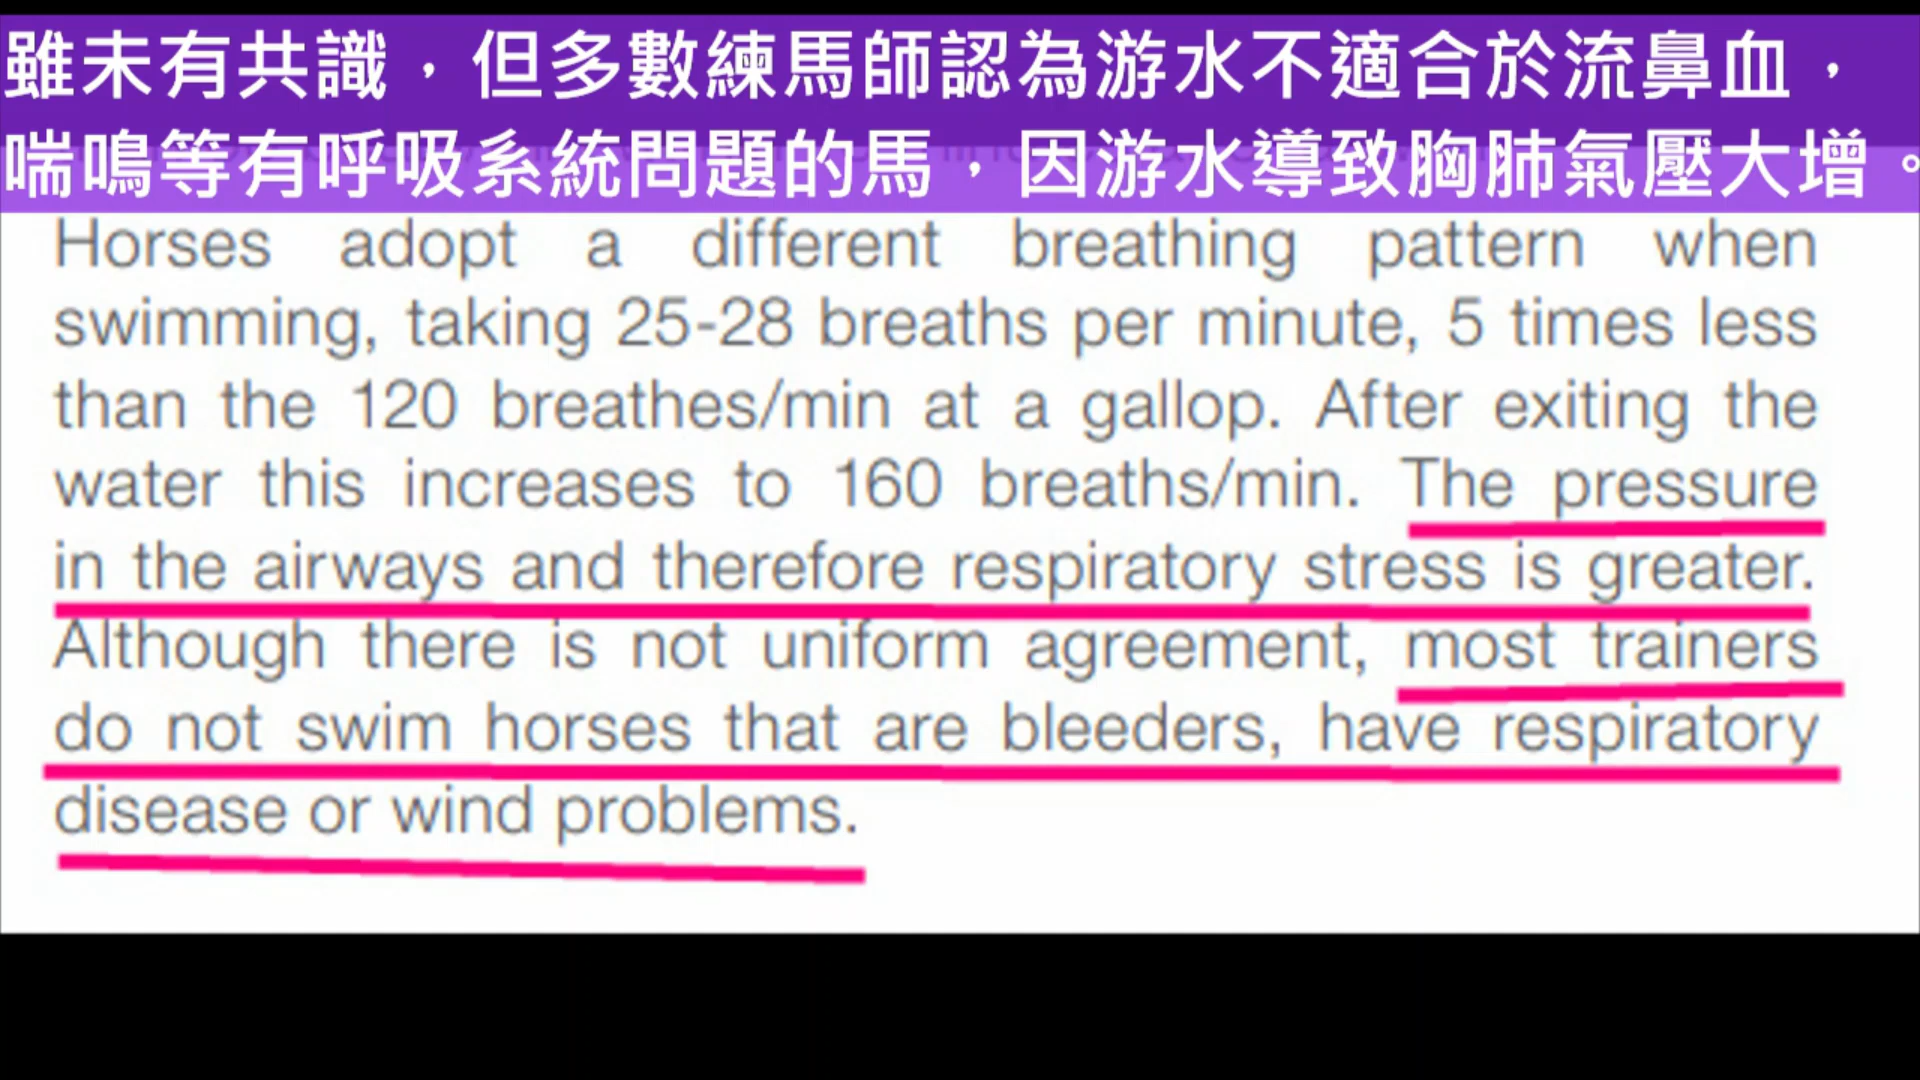 雖未有共識，但多數練馬師認為游水不適合於流鼻血，
喘鳴等有呼吸系統問題的馬，因游水導致胸肺氣壓大增。
Horses adopt a different breathing pattern when
swimming, taking 25-28 breaths per minute, 5 times less
than the 120 breathes/min at a gallop. After exiting the
water this increases to 160 breaths/min. The pressure
in the airways and therefore respiratory stress is greater.
Although there is not uniform agreement, most trainers
do not swim horses that are bleeders, have respiratory
disease or wind problems.